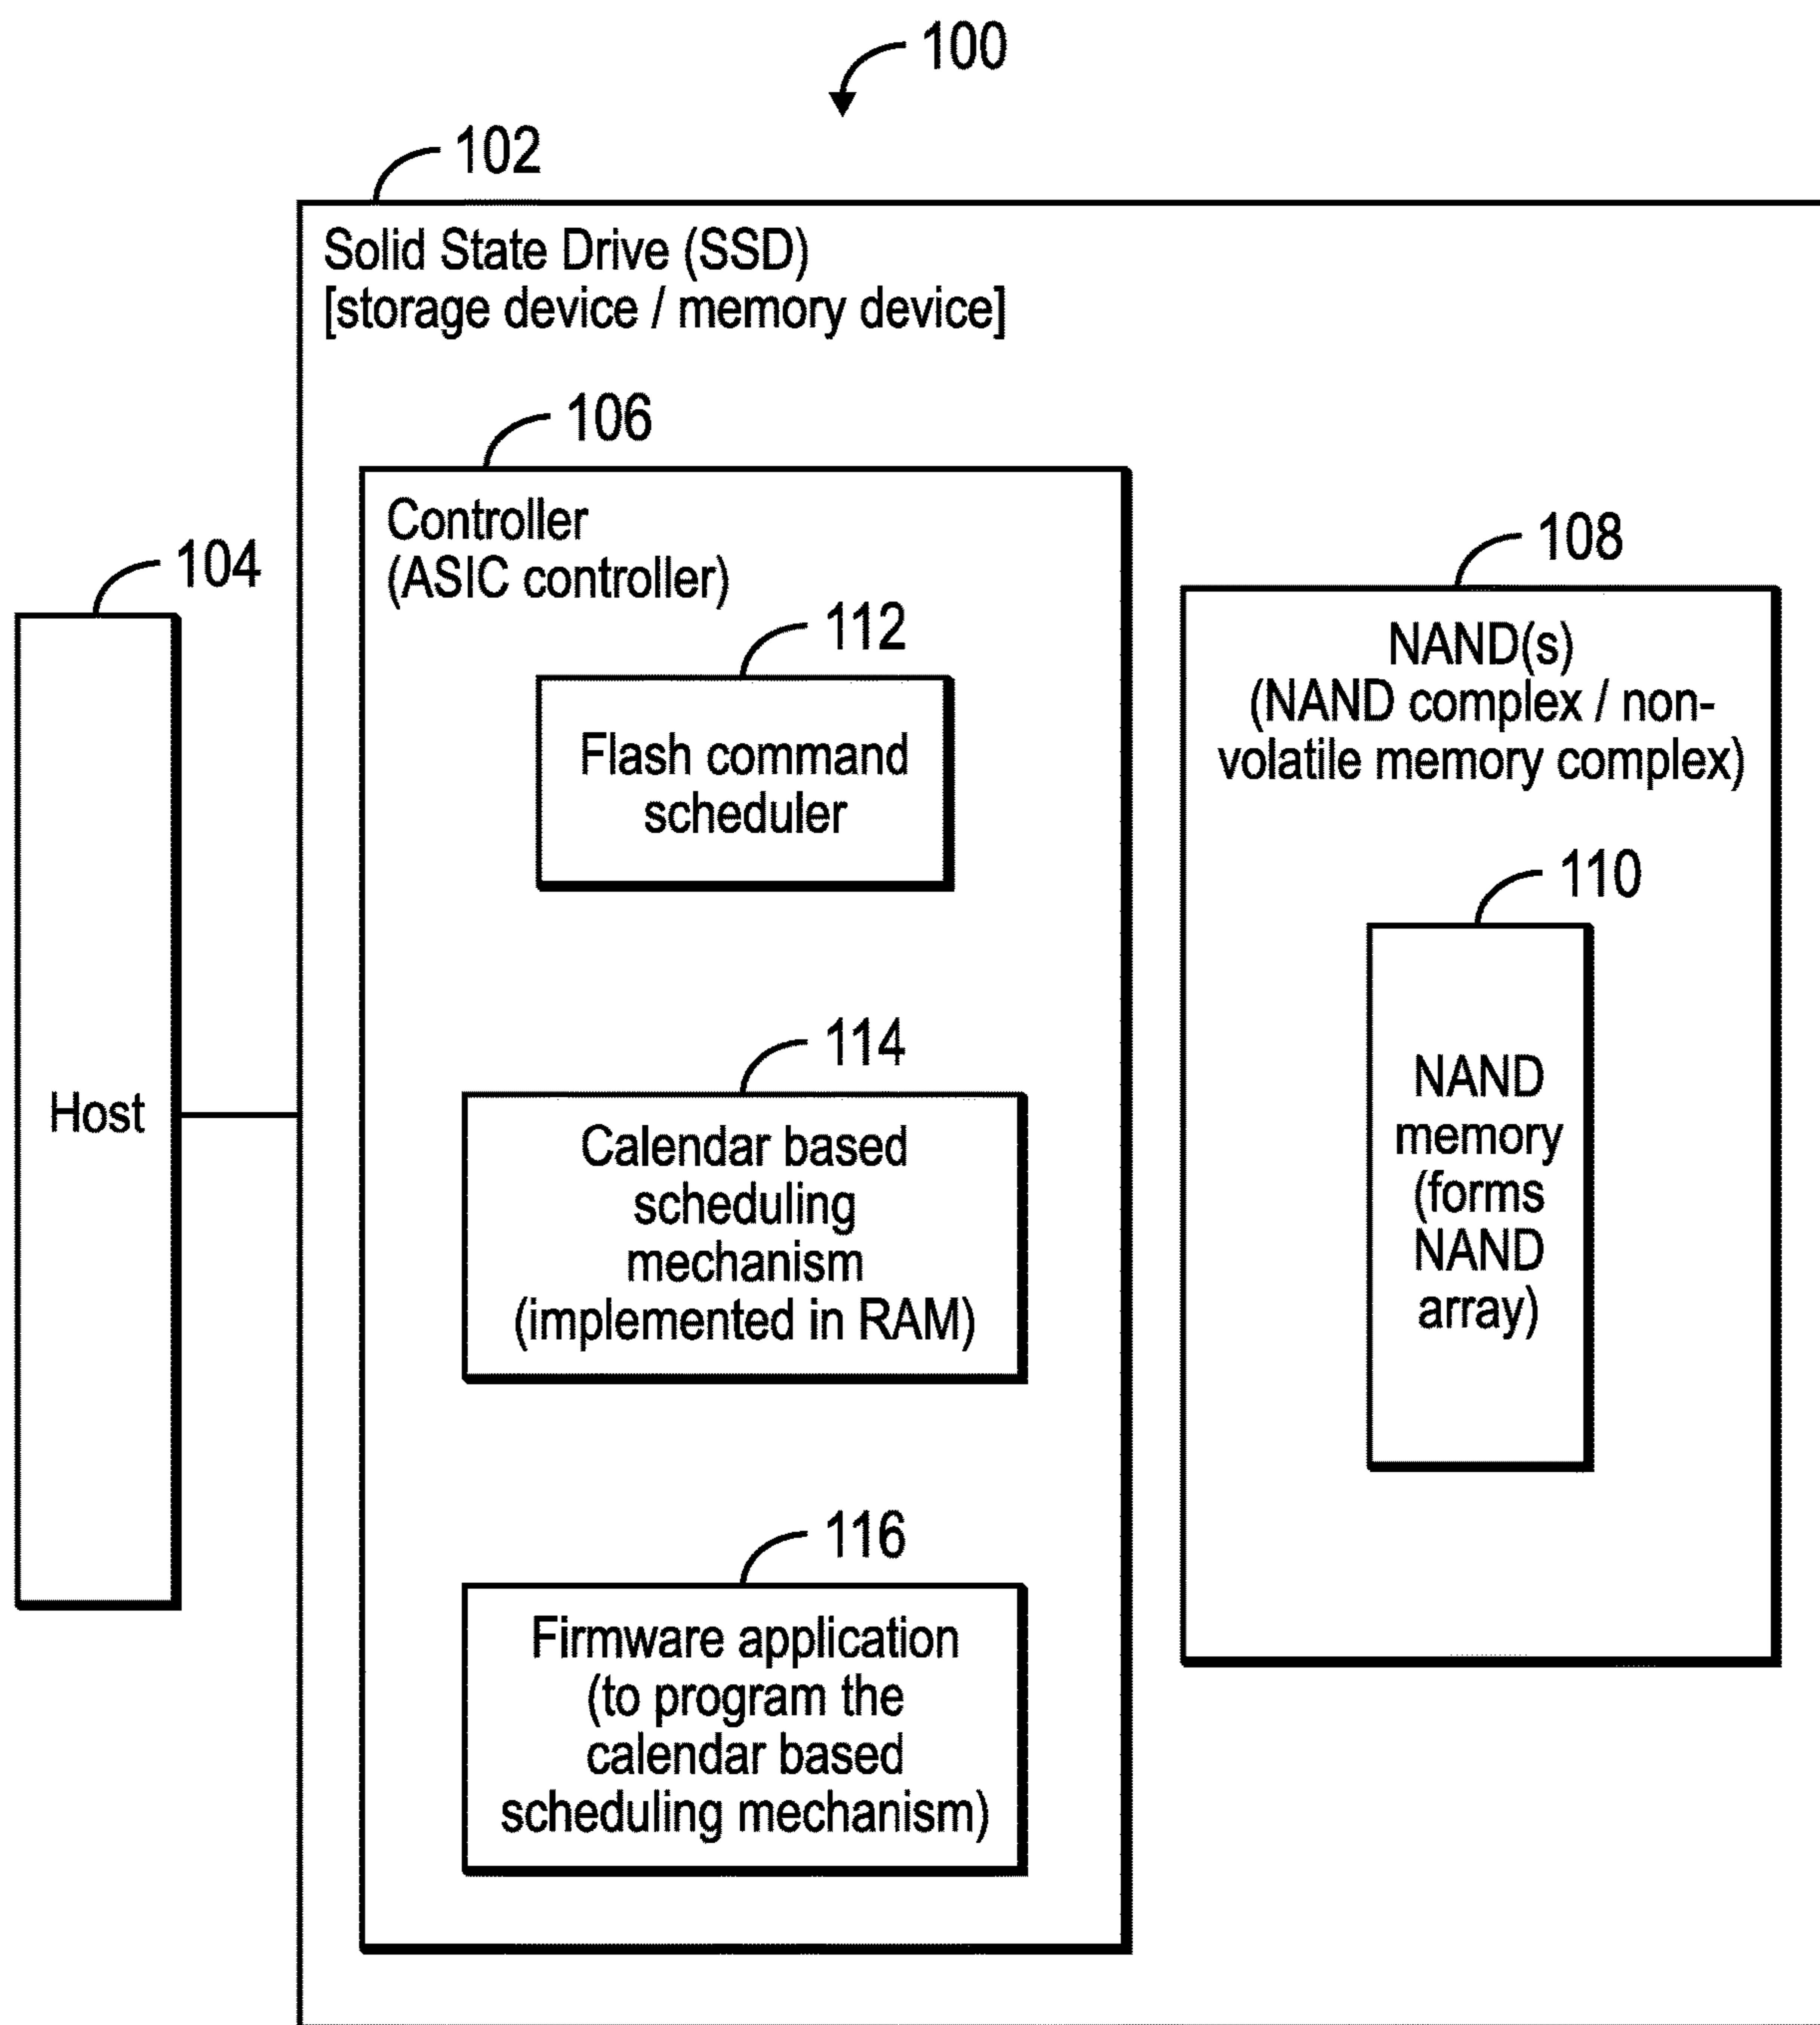 100
102
Solid State Drive (SSD)
[storage device / memory device]
106
Controller
(ASIC controller)
104
Host
112
Flash command
scheduler
114
Calendar based
scheduling
mechanism
(implemented in RAM)
116
Firmware application
(to program the
calendar based
scheduling mechanism)
108
NAND(s)
(NAND complex / non-
volatile memory complex)
110
NAND
memory
(forms
NAND
array)